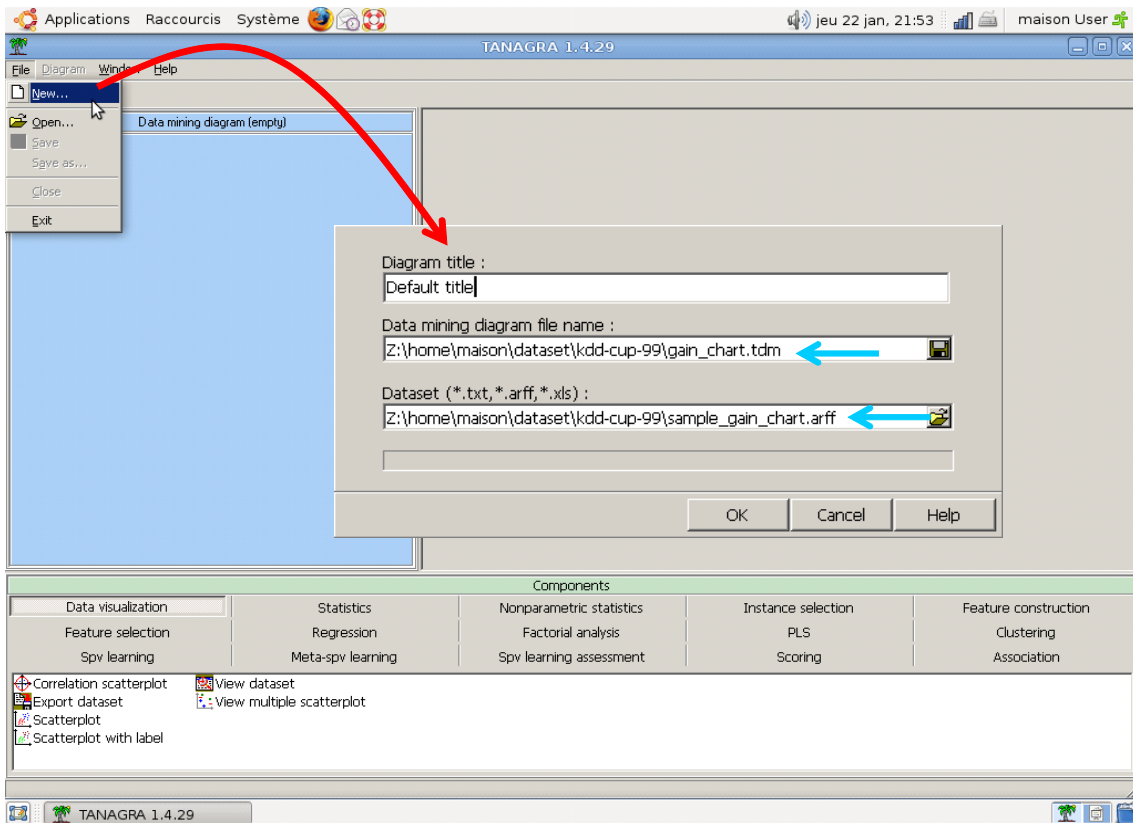 Applications Raccourcis Système jeu 22 jan, 21:53 maison User
TANAGRA 1.4.29
File Diagram Window Help
New...
Open...
Save
Save as...
Close
Exit
Data mining diagram (empty)
Diagram title :
Default title
Data mining diagram file name :
Z:\home\maison\dataset\kdd-cup-99\gain_chart.tdm
Dataset (*.txt,*.arff,*.xls) :
Z:\home\maison\dataset\kdd-cup-99\sample_gain_chart.arff
OK Cancel Help
Components
Data visualization Statistics Nonparametric statistics Instance selection Feature construction
Feature selection Regression Factorial analysis PLS Clustering
Spv learning Meta-spv learning Spv learning assessment Scoring Association
Correlation scatterplot View dataset
Export dataset View multiple scatterplot
Scatterplot
Scatterplot with label
TANAGRA 1.4.29